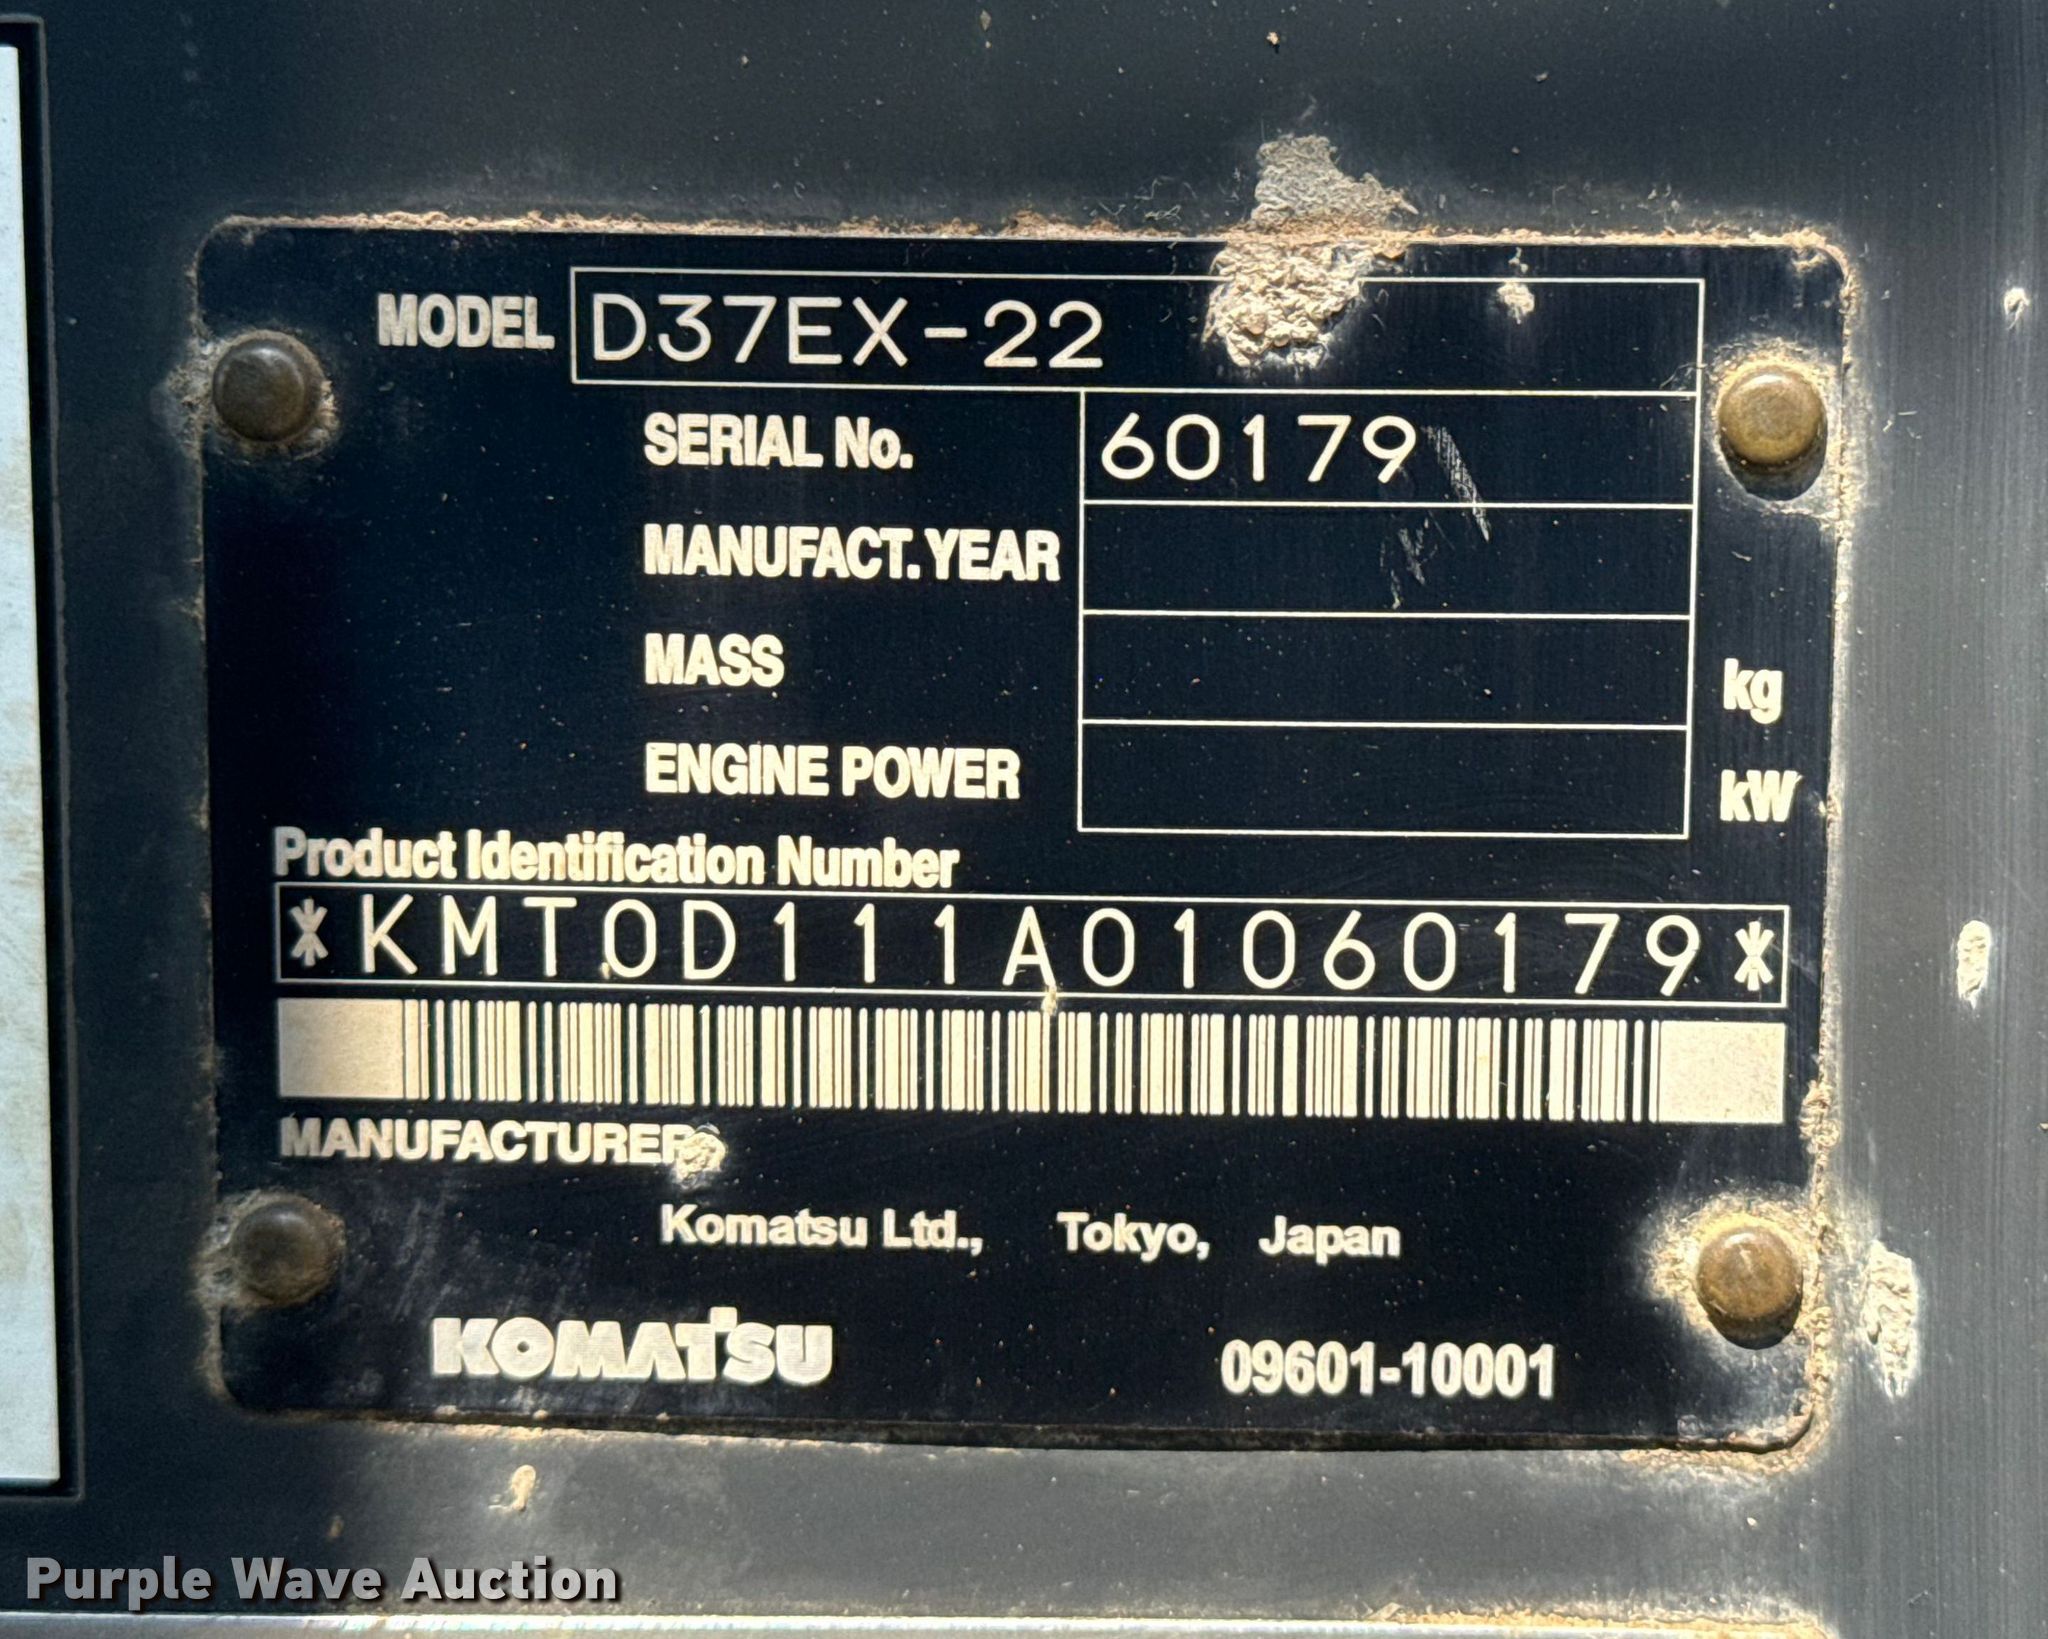 MODEL D37EX-22
SERIAL No. 60179
MANUFACT. YEAR
MASS kg
ENGINE POWER kW
Product Identification Number
*KMT0D111A01060179*
MANUFACTURER
Komatsu Ltd., Tokyo, Japan
KOMATSU 09601-10001
Purple Wave Auction